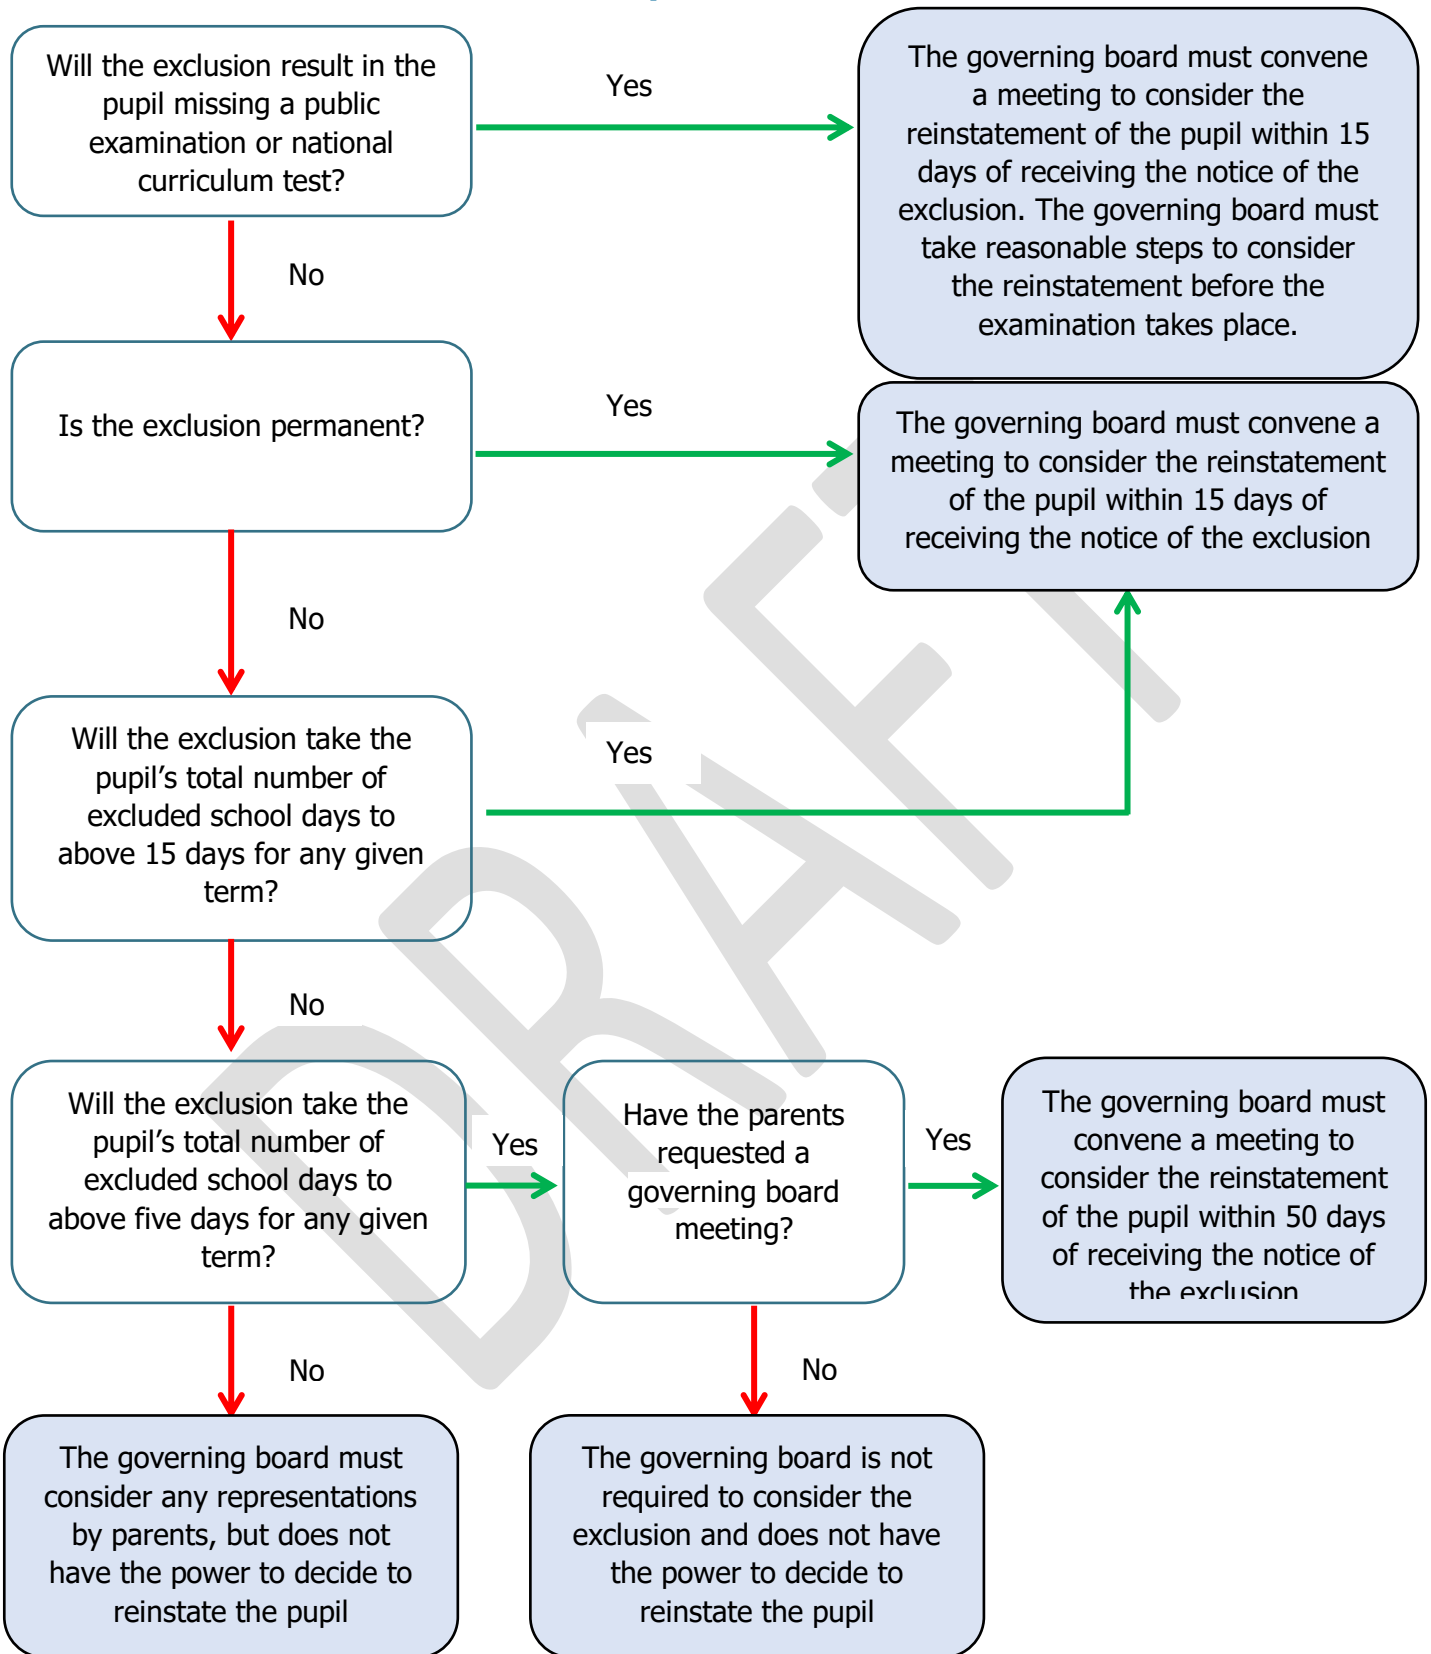 Will the exclusion result in the
pupil missing a public
examination or national
curriculum test?
Yes
The governing board must convene
a meeting to consider the
reinstatement of the pupil within 15
days of receiving the notice of the
exclusion. The governing board must
take reasonable steps to consider
the reinstatement before the
examination takes place.
No
Is the exclusion permanent?
Yes
The governing board must convene a
meeting to consider the reinstatement
of the pupil within 15 days of
receiving the notice of the exclusion
No
Will the exclusion take the
pupil’s total number of
excluded school days to
above 15 days for any given
term?
Yes
No
Will the exclusion take the
pupil’s total number of
excluded school days to
above five days for any given
term?
Yes
Have the parents
requested a
governing board
meeting?
Yes
The governing board must
convene a meeting to
consider the reinstatement
of the pupil within 50 days
of receiving the notice of
the exclusion
No
No
The governing board must
consider any representations
by parents, but does not
have the power to decide to
reinstate the pupil
The governing board is not
required to consider the
exclusion and does not have
the power to decide to
reinstate the pupil
DRAFT